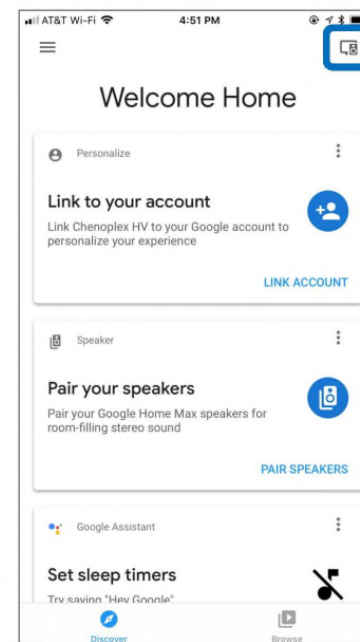 AT&T Wi-Fi 4:51 PM
Welcome Home
Personalize
Link to your account
Link Chenoplex HV to your Google account to
personalize your experience
LINK ACCOUNT
Speaker
Pair your speakers
Pair your Google Home Max speakers for
room-filling stereo sound
PAIR SPEAKERS
Google Assistant
Set sleep timers
Try saying "Hey Google"
Discover Browse